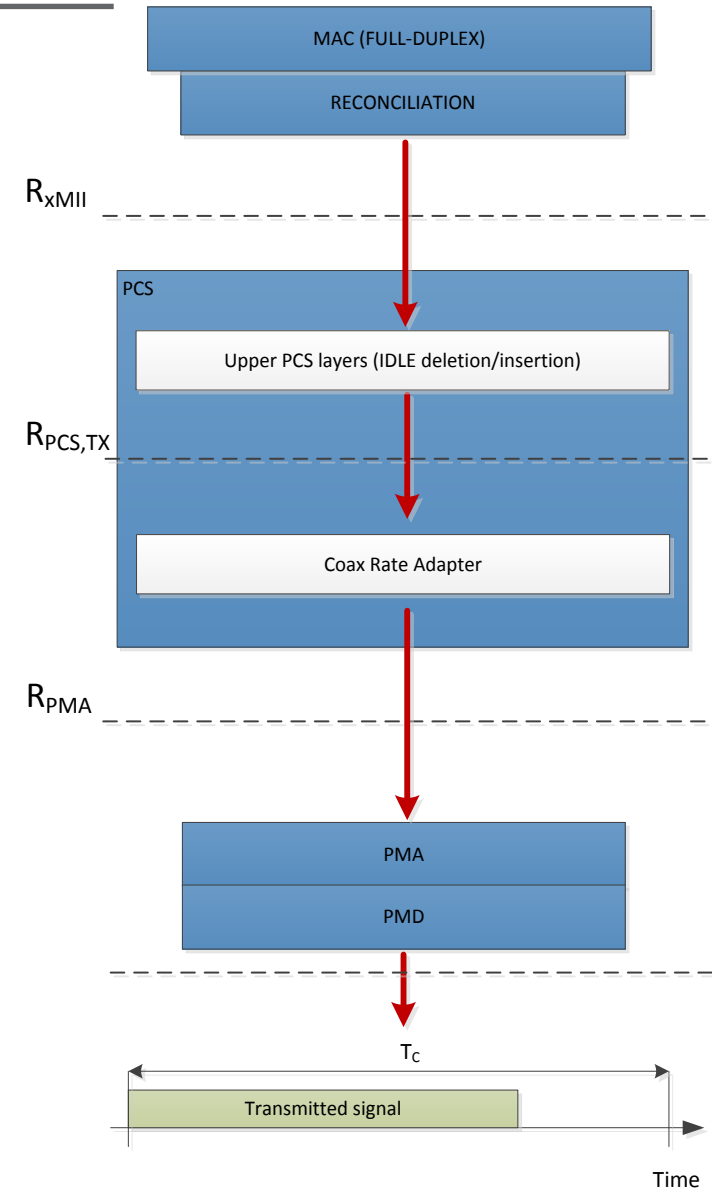 MAC (FULL-DUPLEX)
RECONCILIATION
RxMII
PCS
Upper PCS layers (IDLE deletion/insertion)
RPCS,TX
Coax Rate Adapter
RPMA
PMA
PMD
TC
Transmitted signal
Time